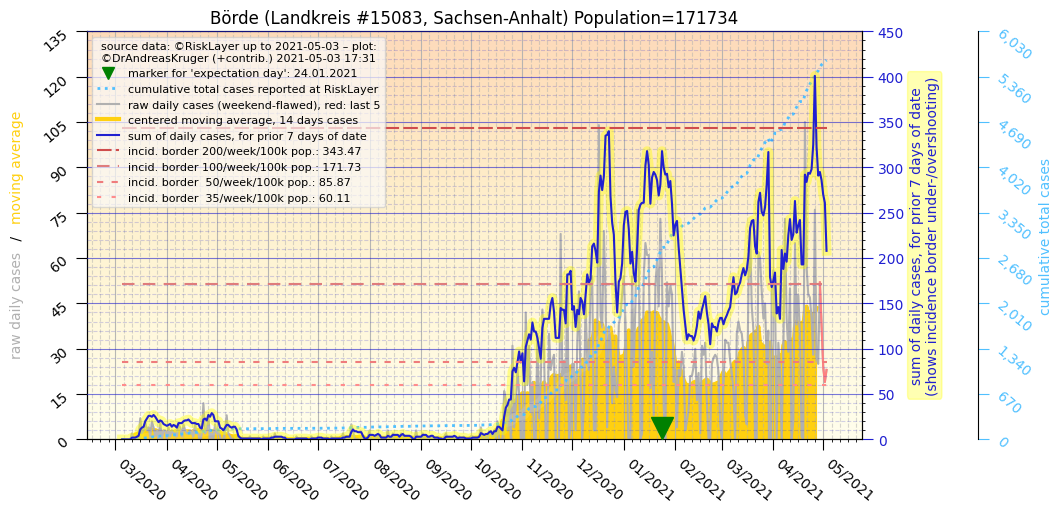 Börde (Landkreis #15083, Sachsen-Anhalt) Population=171734
source data: ©RiskLayer up to 2021-05-03 – plot:
©DrAndreasKruger (+contrib.) 2021-05-03 17:31
marker for 'expectation day': 24.01.2021
cumulative total cases reported at RiskLayer
raw daily cases (weekend-flawed), red: last 5
centered moving average, 14 days cases
sum of daily cases, for prior 7 days of date
incid. border 200/week/100k pop.: 343.47
incid. border 100/week/100k pop.: 171.73
incid. border  50/week/100k pop.: 85.87
incid. border  35/week/100k pop.: 60.11
raw daily cases / moving average
135
120
105
90
75
60
45
30
15
0
03/2020
04/2020
05/2020
06/2020
07/2020
08/2020
09/2020
10/2020
11/2020
12/2020
01/2021
02/2021
03/2021
04/2021
05/2021
450
400
350
300
250
200
150
100
50
0
sum of daily cases, for prior 7 days of date
(shows incidence border under-/overshooting)
6,030
5,360
4,690
4,020
3,350
2,680
2,010
1,340
670
0
cumulative total cases